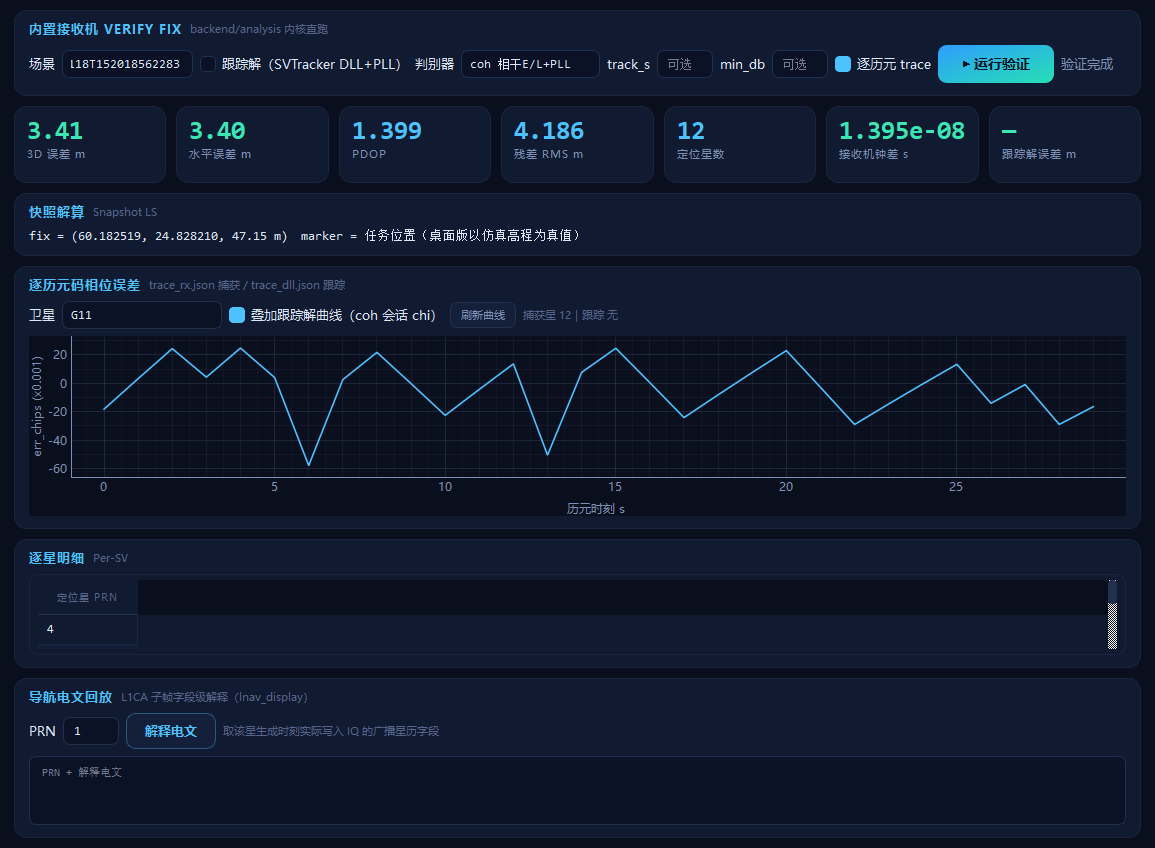 内置接收机 VERIFY FIX backend/analysis 内核直跑
场景 118T152018562283 跟踪解（SVTracker DLL+PLL） 判别器 coh 相干E/L+PLL track_s 可选 min_db 可选 逐历元 trace ▶运行验证 验证完成
3.41 3.40 1.399 4.186 12 1.395e-08 —
3D 误差 m 水平误差 m PDOP 残差 RMS m 定位星数 接收机钟差 s 跟踪解误差 m
快照解算 Snapshot LS
fix = (60.182519, 24.828210, 47.15 m) marker = 任务位置（桌面版以仿真高程为真值）
逐历元码相位误差 trace_rx.json 捕获 / trace_dll.json 跟踪
卫星 G11 叠加跟踪解曲线（coh 会话 chi） 刷新曲线 捕获星 12 | 跟踪 无
err_chips (x0.001)
20
0
-20
-40
-60
0 5 10 15 20 25
历元时刻 s
逐星明细 Per-SV
定位星 PRN
4
导航电文回放 L1CA 子帧字段级解释（lnav_display）
PRN 1 解释电文 取该星生成时刻实际写入 IQ 的广播星历字段
PRN + 解释电文